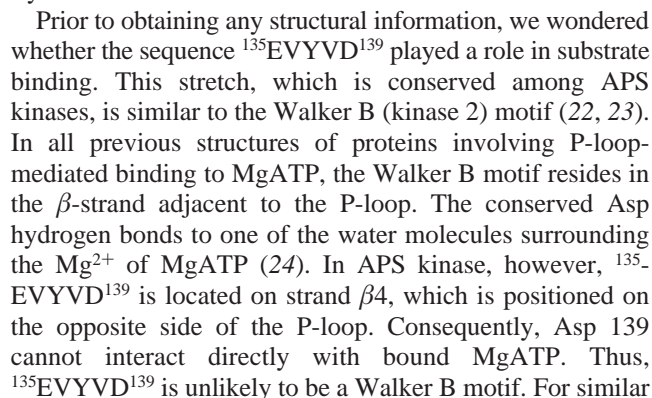 Prior to obtaining any structural information, we wondered
whether the sequence ¹³⁵EVYVD¹³⁹ played a role in substrate
binding. This stretch, which is conserved among APS
kinases, is similar to the Walker B (kinase 2) motif (22, 23).
In all previous structures of proteins involving P-loop-
mediated binding to MgATP, the Walker B motif resides in
the β-strand adjacent to the P-loop. The conserved Asp
hydrogen bonds to one of the water molecules surrounding
the Mg²⁺ of MgATP (24). In APS kinase, however, ¹³⁵-
EVYVD¹³⁹ is located on strand β4, which is positioned on
the opposite side of the P-loop. Consequently, Asp 139
cannot interact directly with bound MgATP. Thus,
¹³⁵EVYVD¹³⁹ is unlikely to be a Walker B motif. For similar